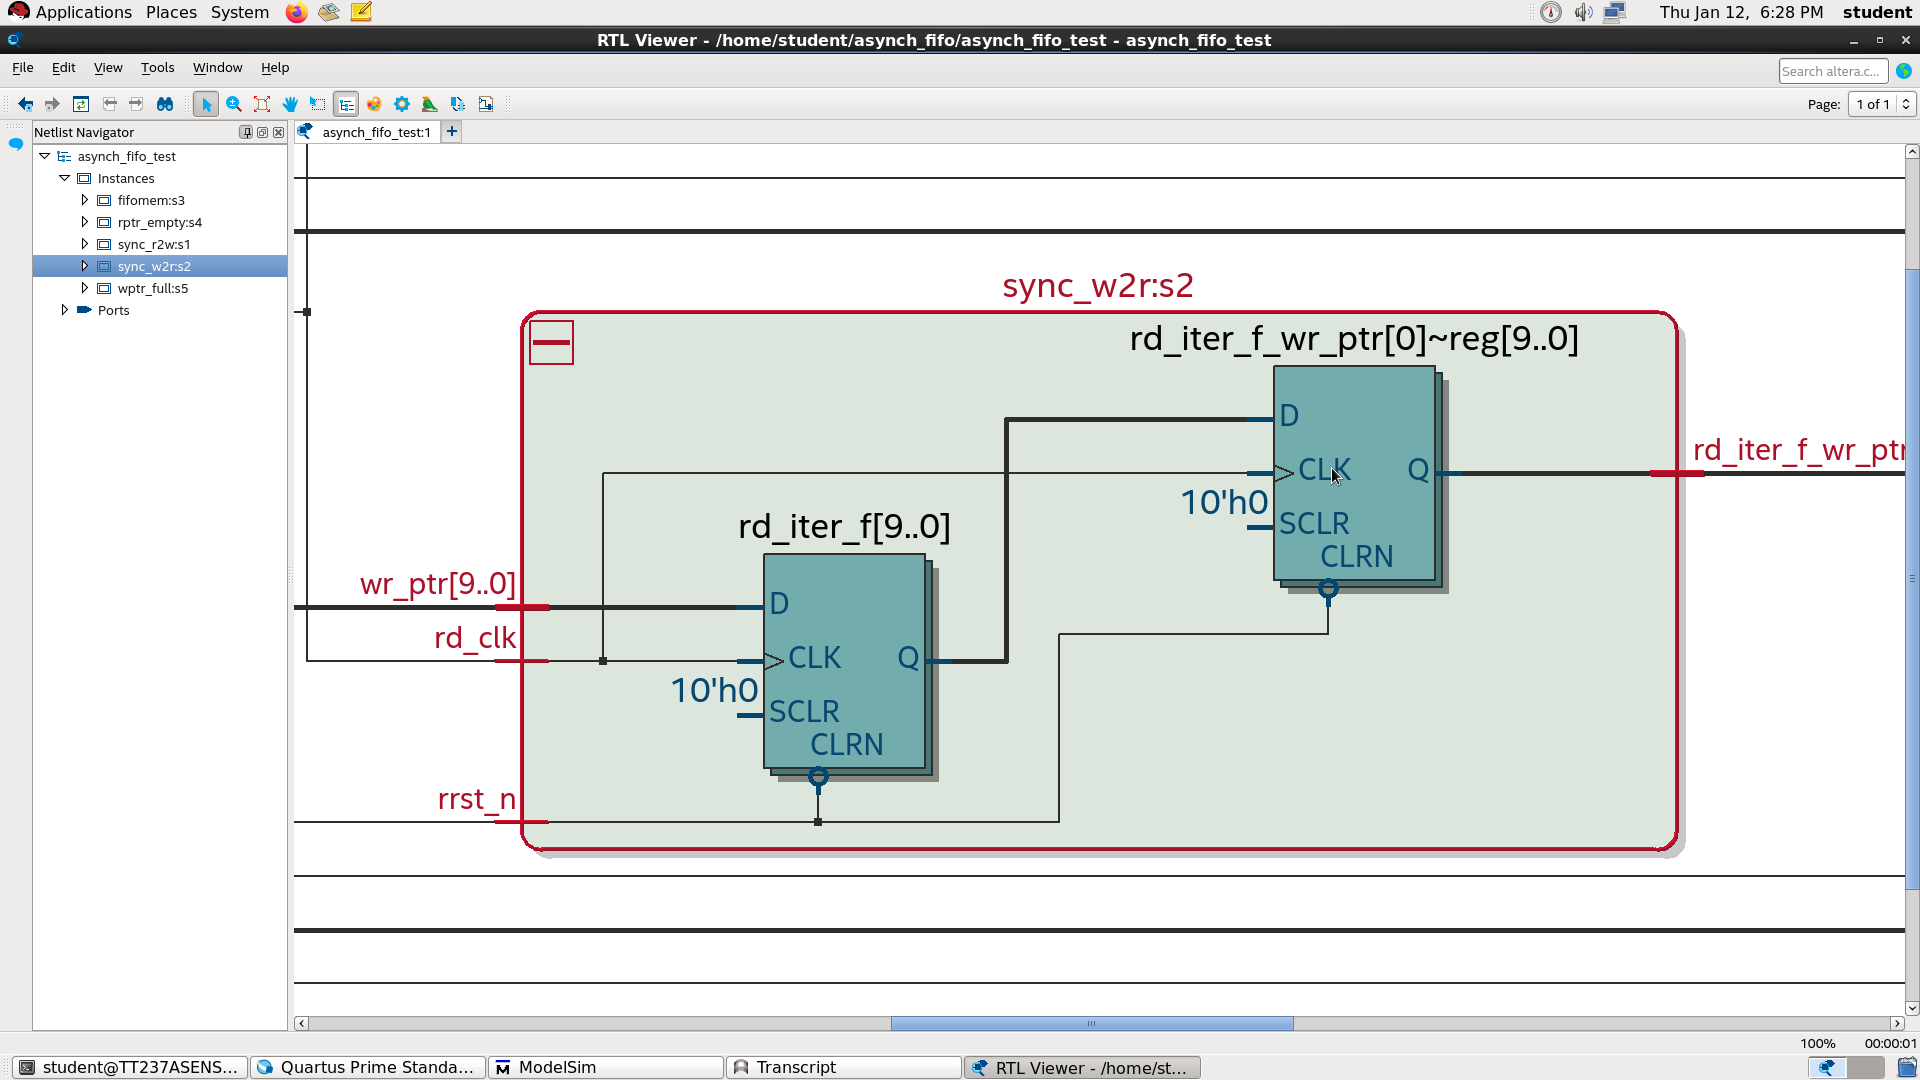 Applications Places System Thu Jan 12, 6:28 PM student
RTL Viewer - /home/student/asynch_fifo/asynch_fifo_test - asynch_fifo_test
File Edit View Tools Window Help Search altera.c...
Page: 1 of 1
Netlist Navigator
asynch_fifo_test:1
asynch_fifo_test
Instances
fifomem:s3
rptr_empty:s4
sync_r2w:s1
sync_w2r:s2
wptr_full:s5
Ports
sync_w2r:s2
rd_iter_f_wr_ptr[0]~reg[9..0]
D
CLK Q
10'h0
SCLR
CLRN
rd_iter_f_wr_ptr
rd_iter_f[9..0]
wr_ptr[9..0]
D
rd_clk
CLK Q
10'h0
SCLR
CLRN
rrst_n
100% 00:00:01
student@TT237ASENS... Quartus Prime Standa... ModelSim Transcript RTL Viewer - /home/st...